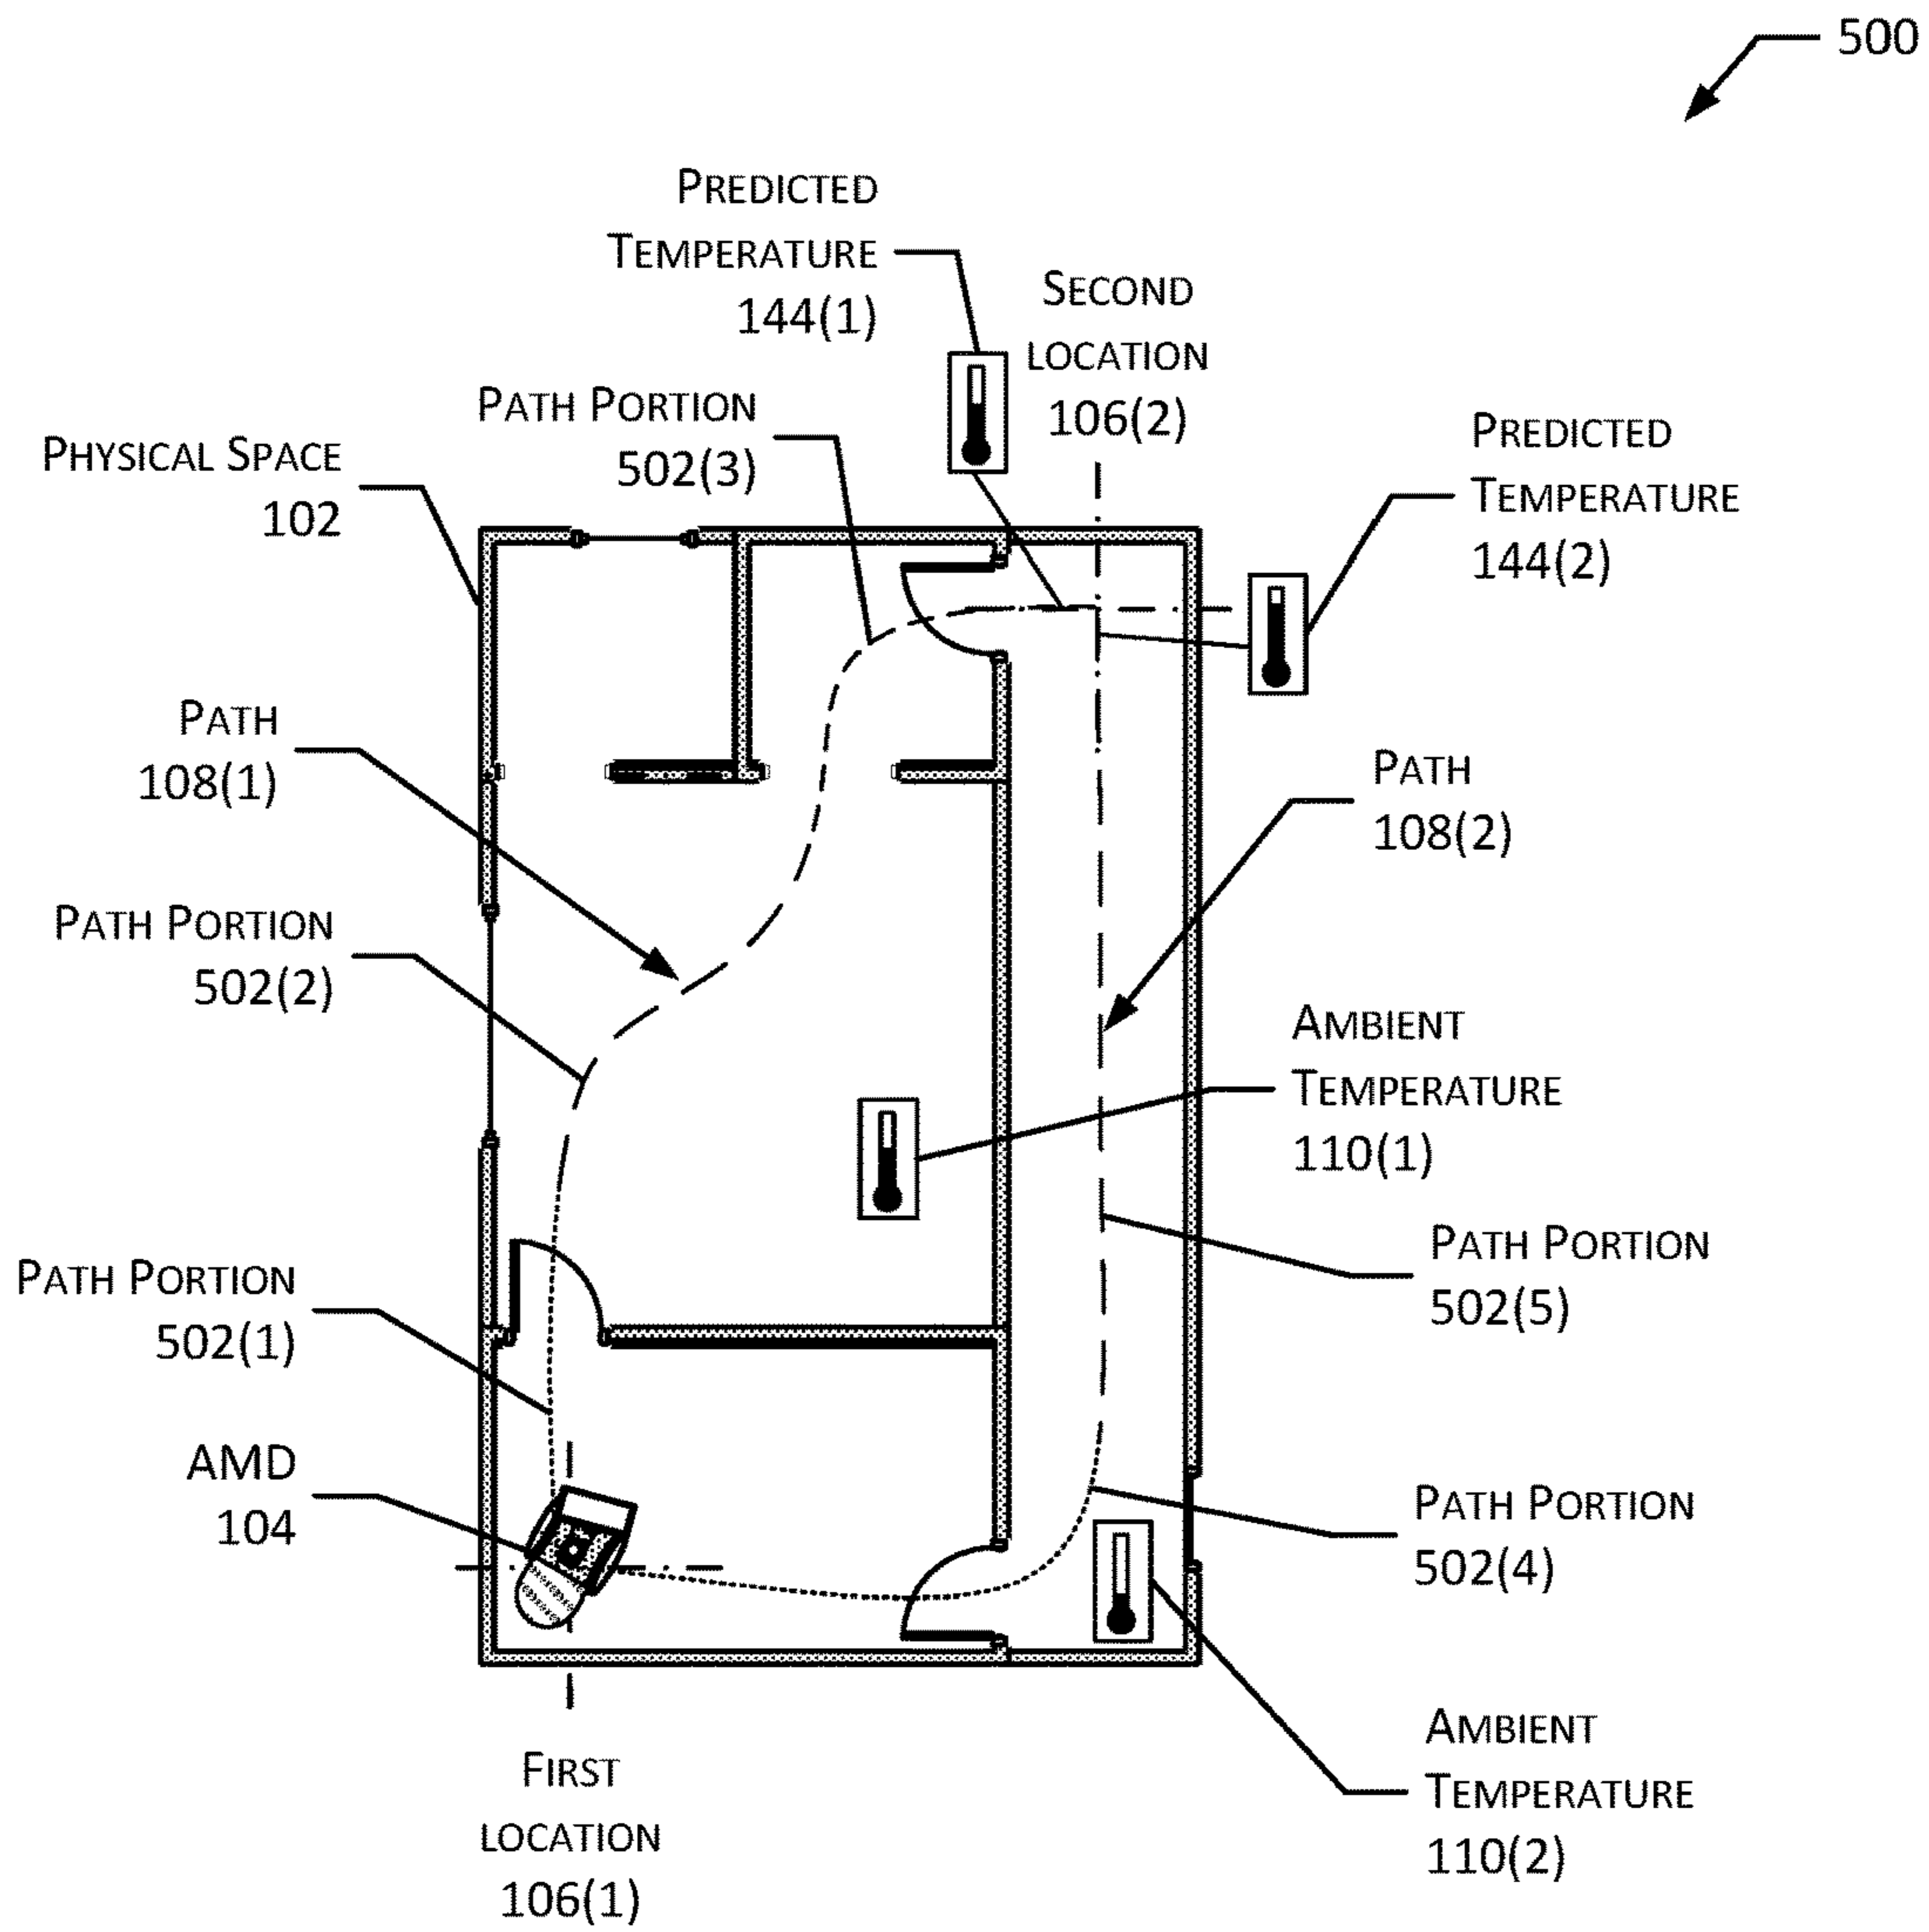 500
PREDICTED
TEMPERATURE
144(1)
SECOND
LOCATION
106(2)
PATH PORTION
502(3)
PREDICTED
TEMPERATURE
144(2)
PHYSICAL SPACE
102
PATH
108(1)
PATH
108(2)
PATH PORTION
502(2)
AMBIENT
TEMPERATURE
110(1)
PATH PORTION
502(5)
PATH PORTION
502(1)
AMD
104
PATH PORTION
502(4)
AMBIENT
TEMPERATURE
110(2)
FIRST
LOCATION
106(1)